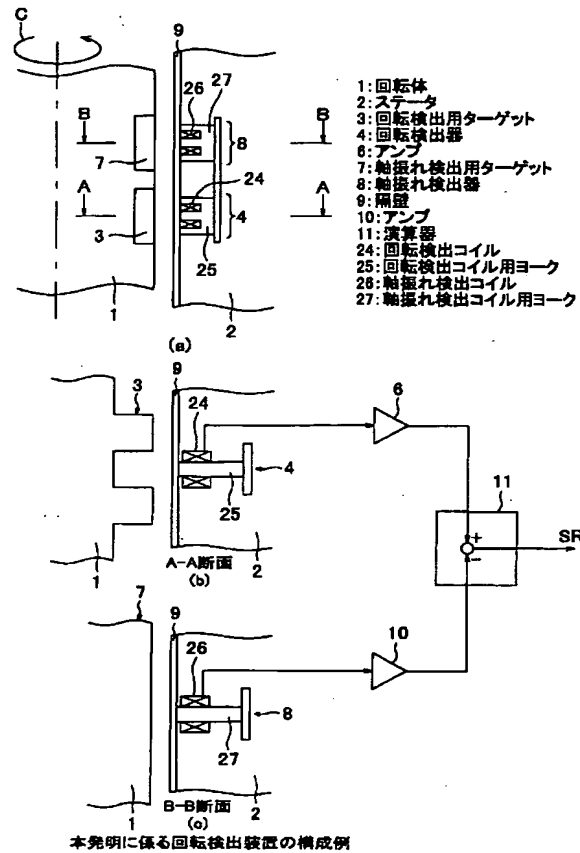 C
9
27
26
B
B
7
8
24
A
A
3
4
25
1
2
(a)
1:回転体
2:ステータ
3:回転検出用ターゲット
4:回転検出器
6:アンプ
7:軸振れ検出用ターゲット
8:軸振れ検出器
9:隔壁
10:アンプ
11:演算器
24:回転検出コイル
25:回転検出コイル用ヨーク
26:軸振れ検出コイル
27:軸振れ検出コイル用ヨーク
3
9
24
6
4
25
11
+
SR
−
1
A-A断面
2
(b)
7
9
26
10
8
27
1
B-B断面
2
(c)
本発明に係る回転検出装置の構成例